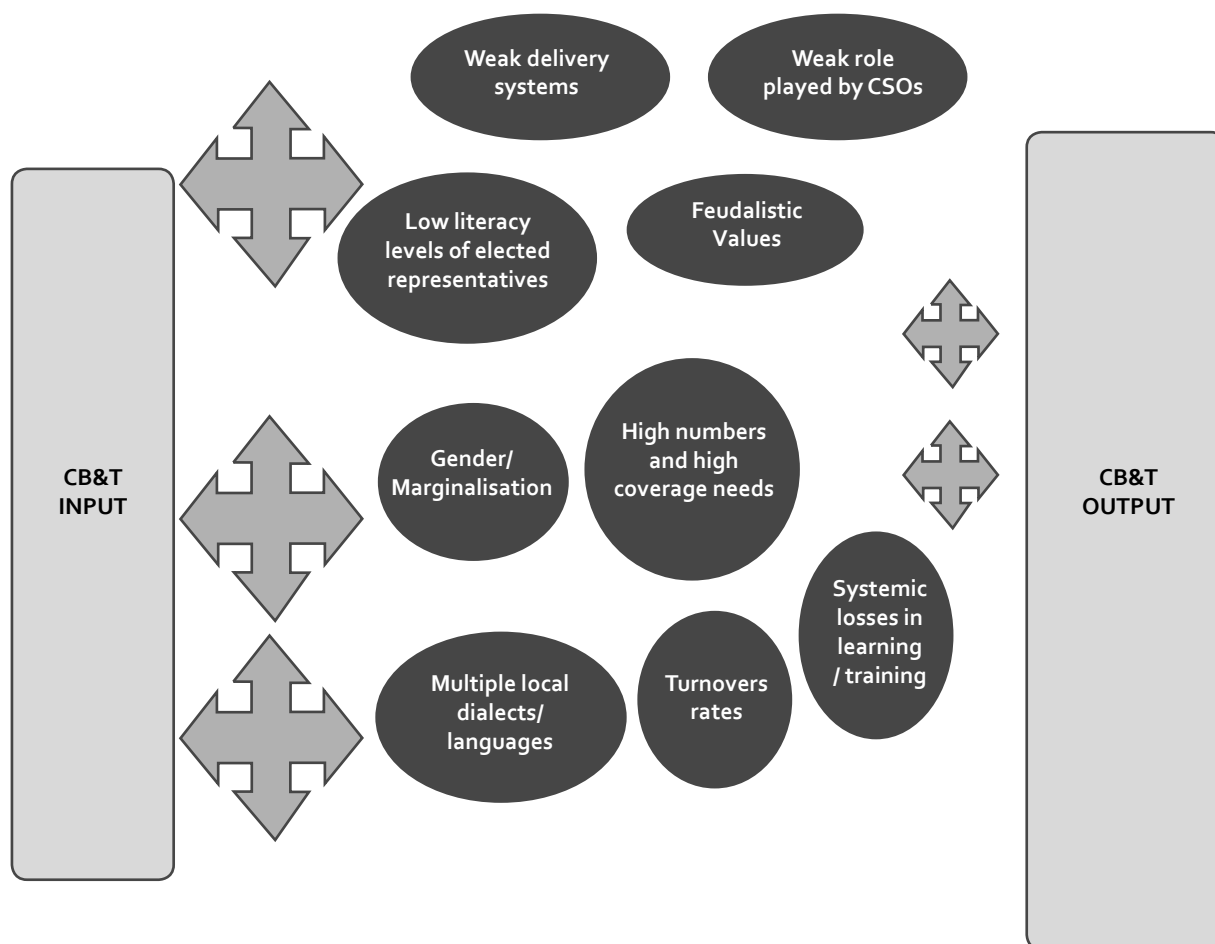 Weak delivery
systems
Weak role
played by CSOs
Low literacy
levels of elected
representatives
Feudalistic
Values
CB&T
INPUT
Gender/
Marginalisation
High numbers
and high
coverage needs
CB&T
OUTPUT
Systemic
losses in
learning
/ training
Multiple local
dialects/
languages
Turnovers
rates